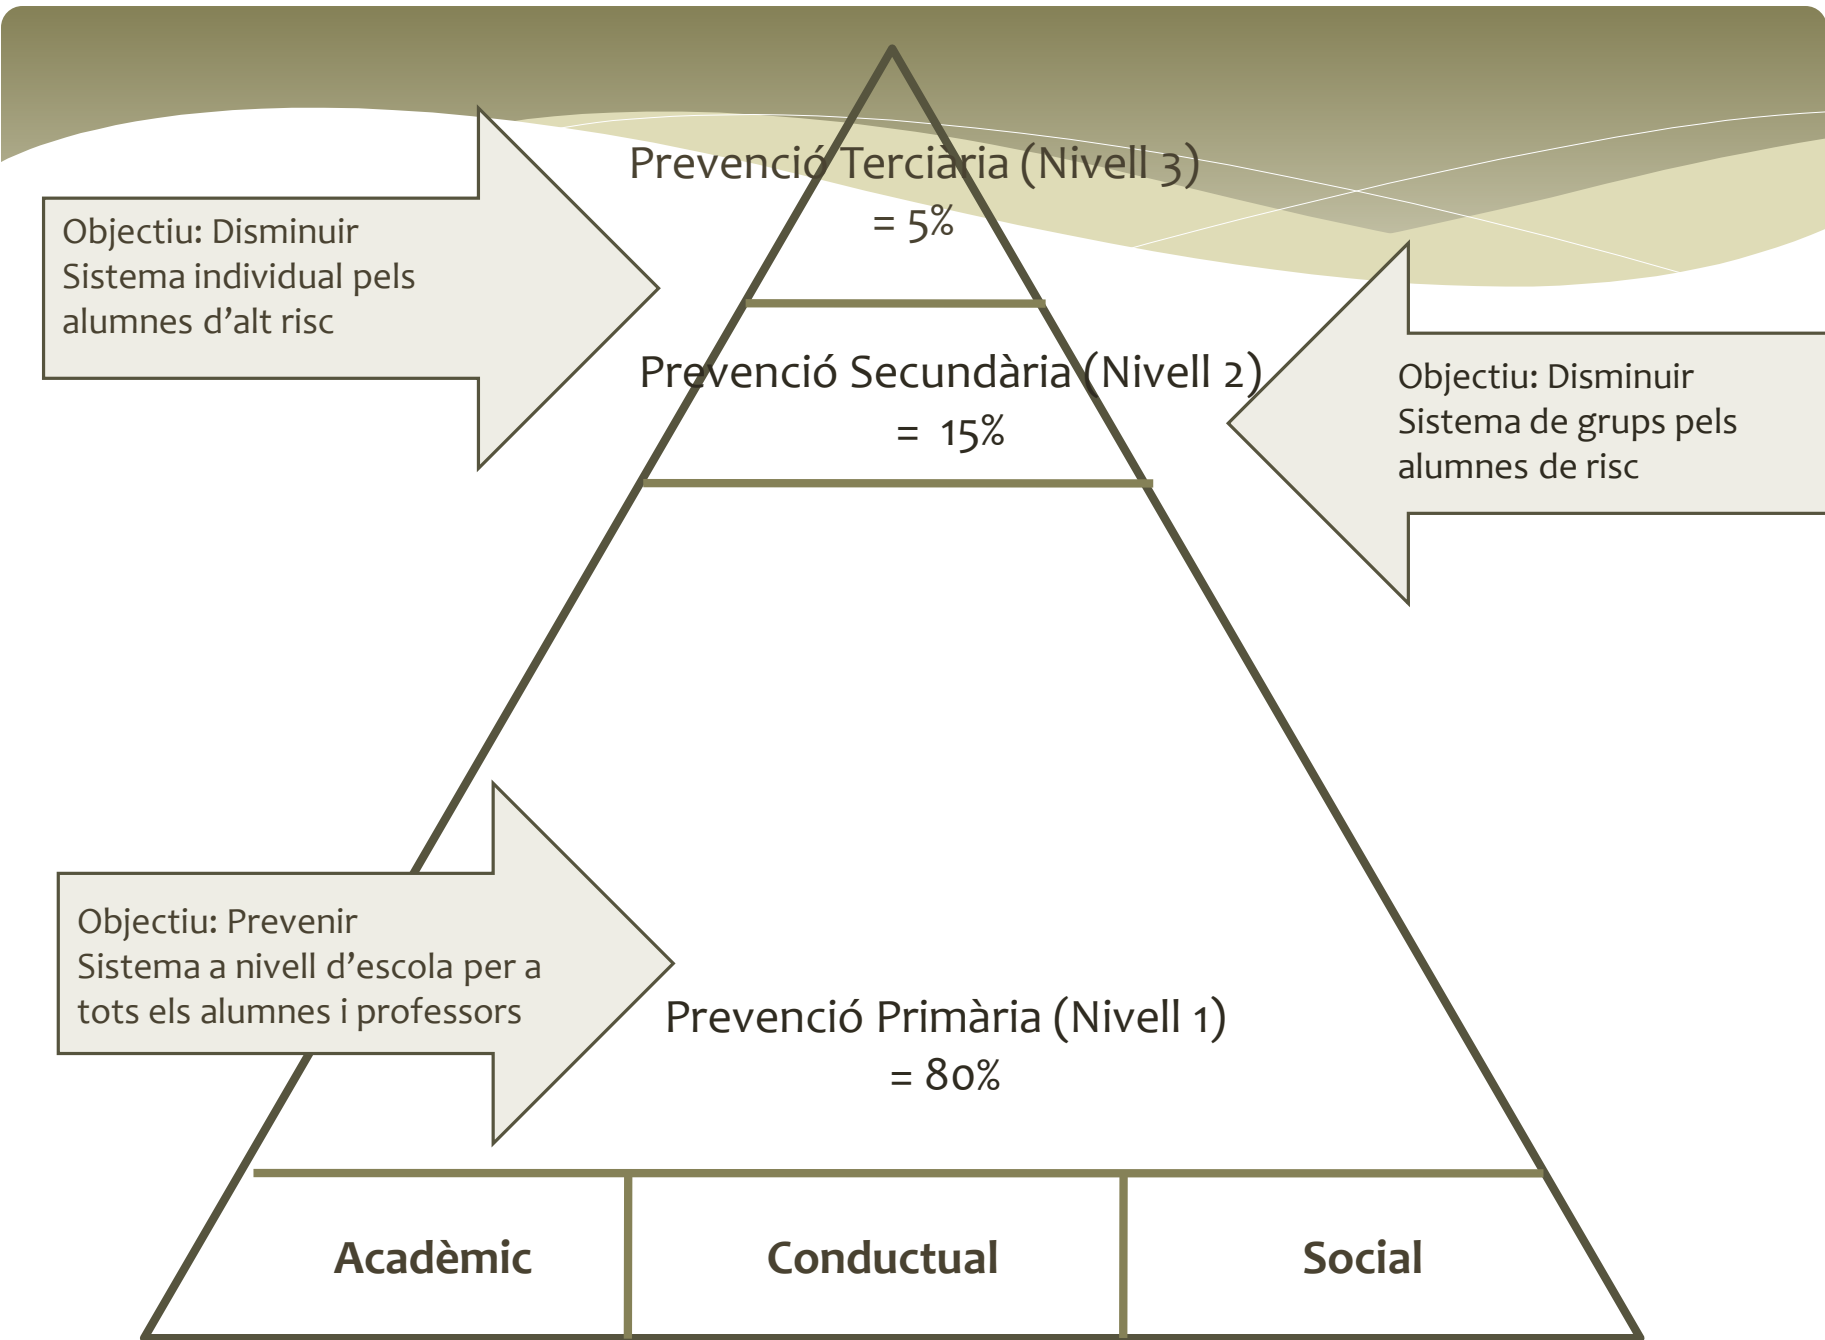 Prevenció Terciària (Nivell 3)
= 5%
Objectiu: Disminuir
Sistema individual pels
alumnes d’alt risc
Prevenció Secundària (Nivell 2)
= 15%
Objectiu: Disminuir
Sistema de grups pels
alumnes de risc
Objectiu: Prevenir
Sistema a nivell d’escola per a
tots els alumnes i professors
Prevenció Primària (Nivell 1)
= 80%
Acadèmic
Conductual
Social